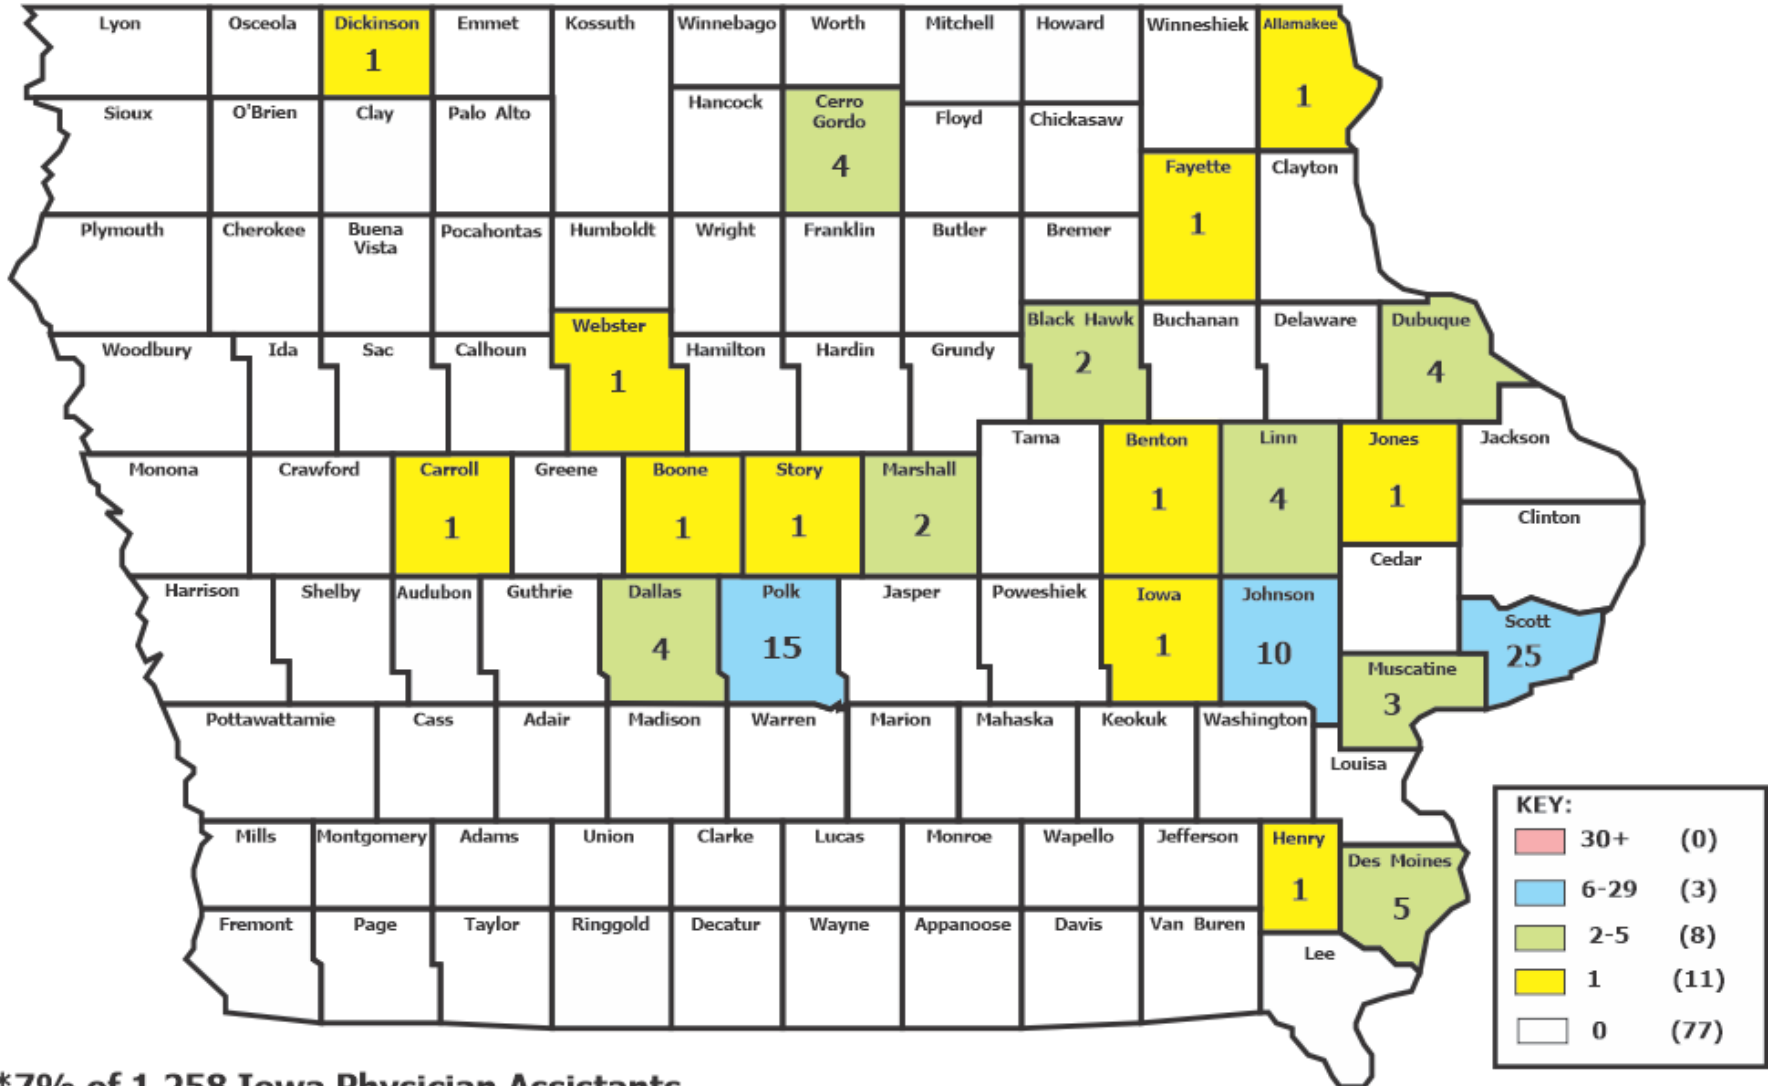 Lyon Osceola Dickinson Emmet Kossuth Winnebago Worth Mitchell Howard Winneshiek Allamakee
1
1
Sioux O'Brien Clay Palo Alto Hancock Cerro
Gordo Floyd Chickasaw
4
Fayette Clayton
1
Plymouth Cherokee Buena
Vista Pocahontas Humboldt Wright Franklin Butler Bremer
Webster Black Hawk Buchanan Delaware Dubuque
1 2 4
Woodbury Ida Sac Calhoun Hamilton Hardin Grundy
Tama Benton Linn Jones Jackson
1 4 1
Monona Crawford Carroll Greene Boone Story Marshall
1 1 1 2
Clinton
Cedar
Harrison Shelby Audubon Guthrie Dallas Polk Jasper Poweshiek Iowa Johnson Scott
4 15 1 10 25
Muscatine
3
Pottawattamie Cass Adair Madison Warren Marion Mahaska Keokuk Washington
Louisa
Mills Montgomery Adams Union Clarke Lucas Monroe Wapello Jefferson Henry Des Moines
1 5
Fremont Page Taylor Ringgold Decatur Wayne Appanoose Davis Van Buren
Lee
KEY:
30+ (0)
6-29 (3)
2-5 (8)
1 (11)
0 (77)
*7% of 1,258 Iowa Physician Assistants